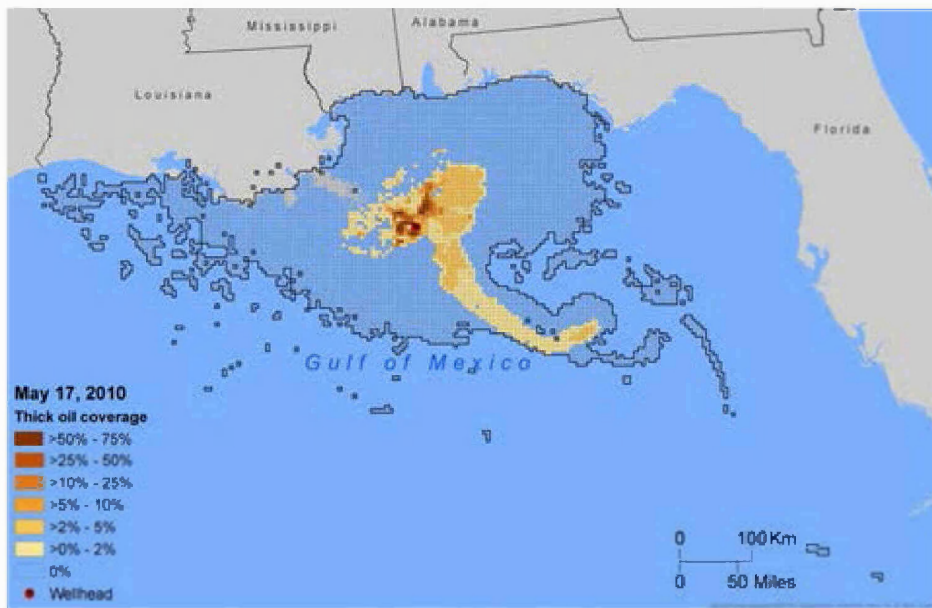 Mississippi
Alabama
Louisiana
Florida
Gulf of Mexico
May 17, 2010
Thick oil coverage
>50% - 75%
>25% - 50%
>10% - 25%
>5% - 10%
>2% - 5%
>0% - 2%
0%
Wellhead
0 100 Km
0 50 Miles